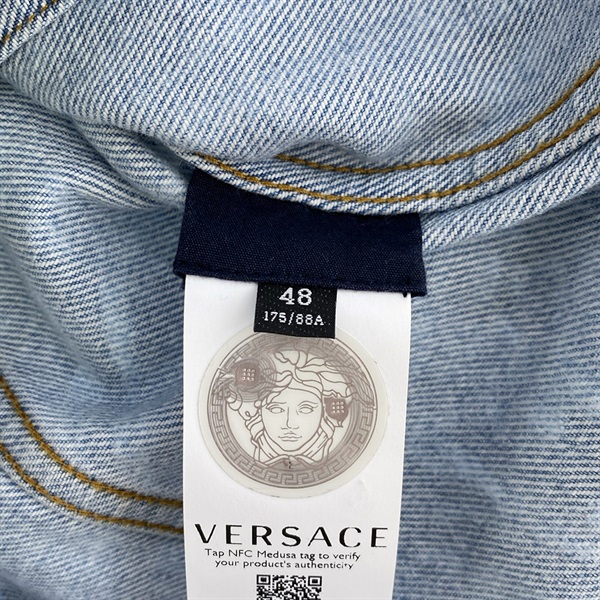 48
175/88A
VERSACE
Tap NFC Medusa tag to verify
your product's authenticity